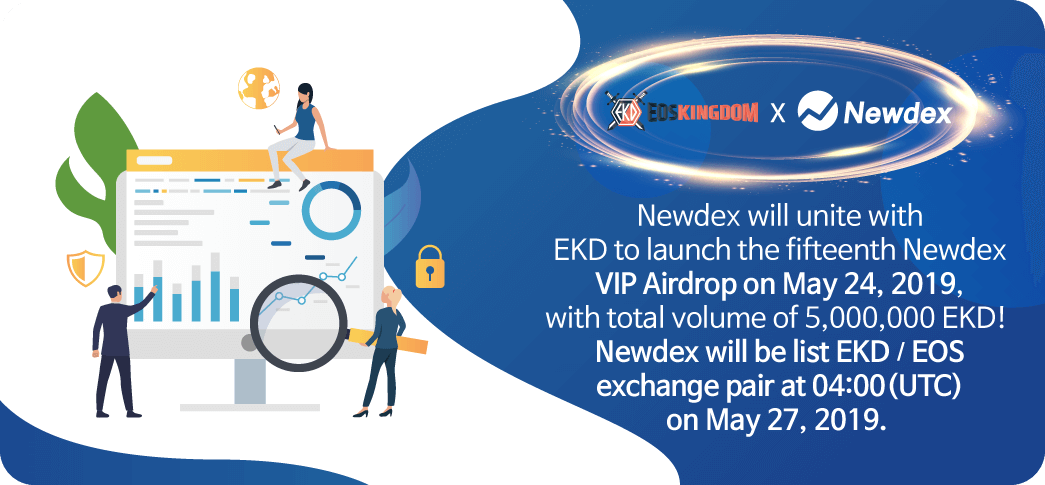 EKD EOSKINGDOM X Newdex
Newdex will unite with
EKD to launch the fifteenth Newdex
VIP Airdrop on May 24, 2019,
with total volume of 5,000,000 EKD!
Newdex will be list EKD / EOS
exchange pair at 04:00(UTC)
on May 27, 2019.